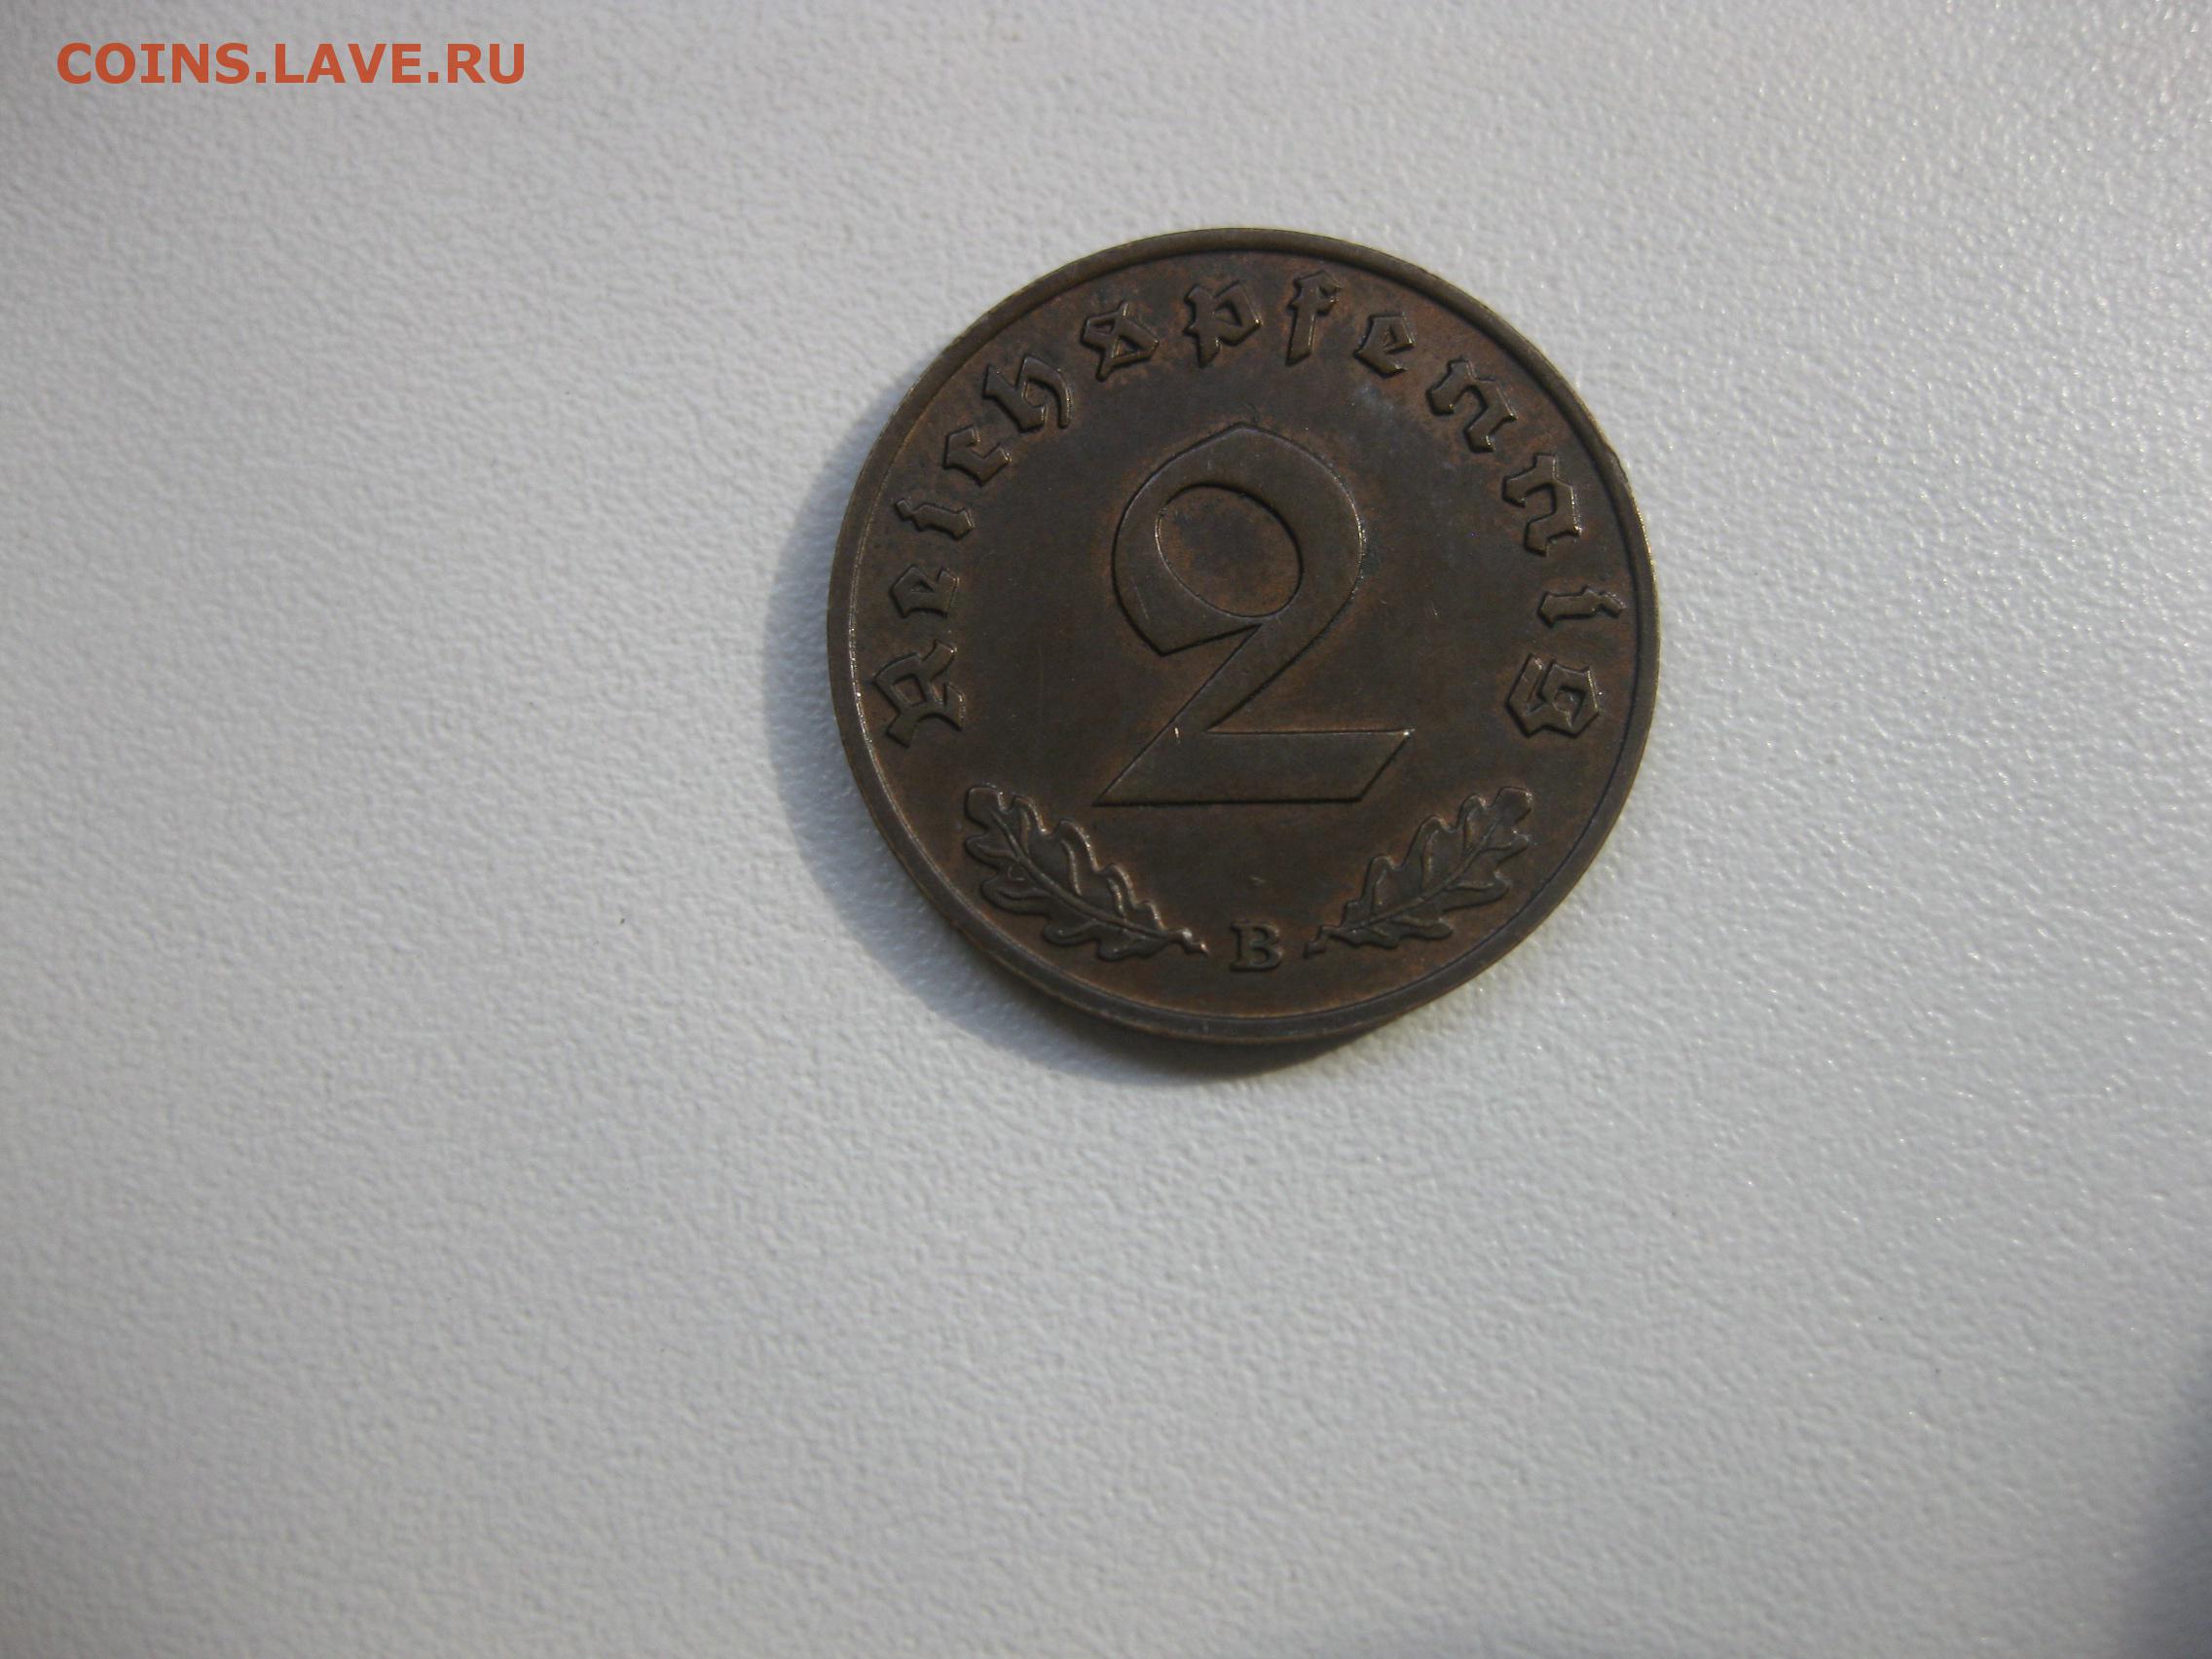 COINS.LAVE.RU
Reichspfennig
2
B